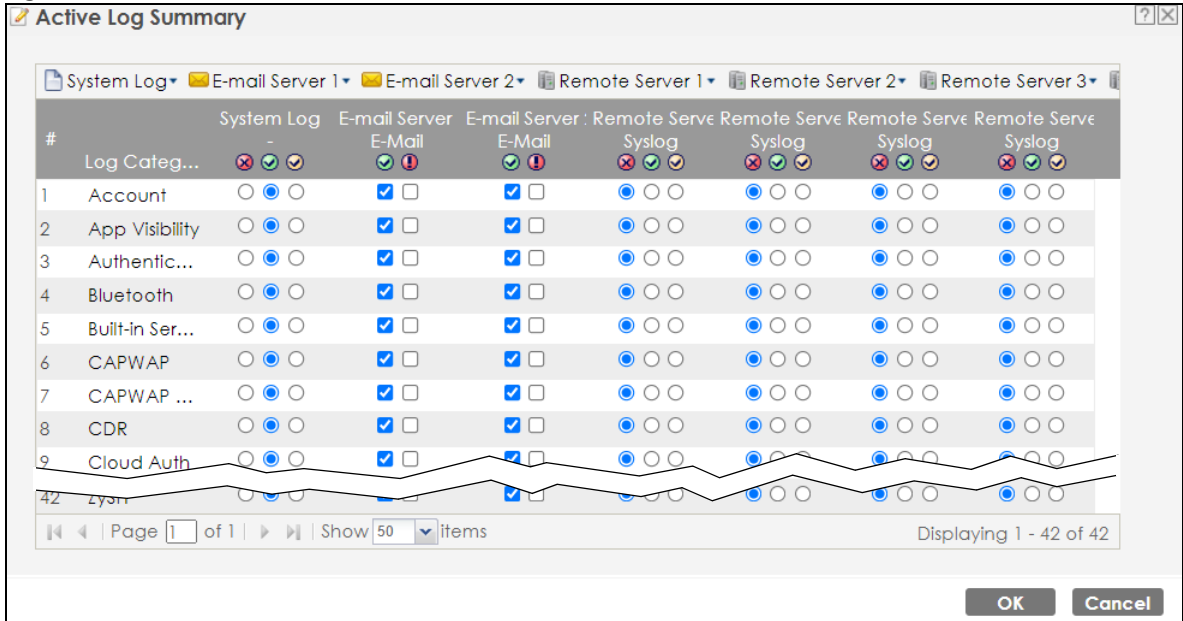 Active Log Summary
System Log E-mail Server 1 E-mail Server 2 Remote Server 1 Remote Server 2 Remote Server 3
# System Log E-mail Server E-mail Server : Remote Serve Remote Serve Remote Serve Remote Serve
- E-Mail E-Mail Syslog Syslog Syslog Syslog
Log Categ...
1 Account
2 App Visibility
3 Authentic...
4 Bluetooth
5 Built-in Ser...
6 CAPWAP
7 CAPWAP ...
8 CDR
9 Cloud Auth
42 ZySH
Page 1 of 1 Show 50 items Displaying 1 - 42 of 42
OK Cancel